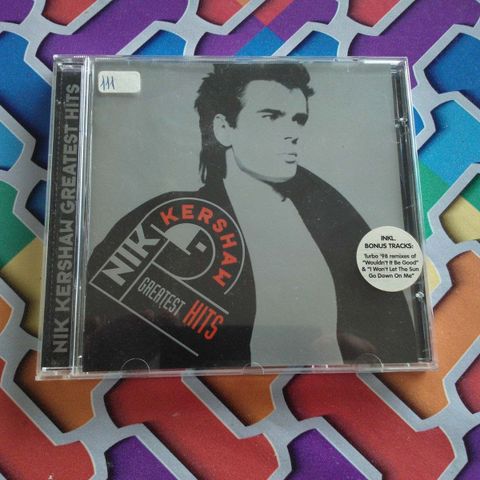 NIK KERSHAW GREATEST HITS
111
NIK KERSHAW
GREATEST HITS
INKL.
BONUS TRACKS:
Turbo '98 remixes of
"Wouldn't It Be Good"
& "I Won't Let The Sun
Go Down On Me"